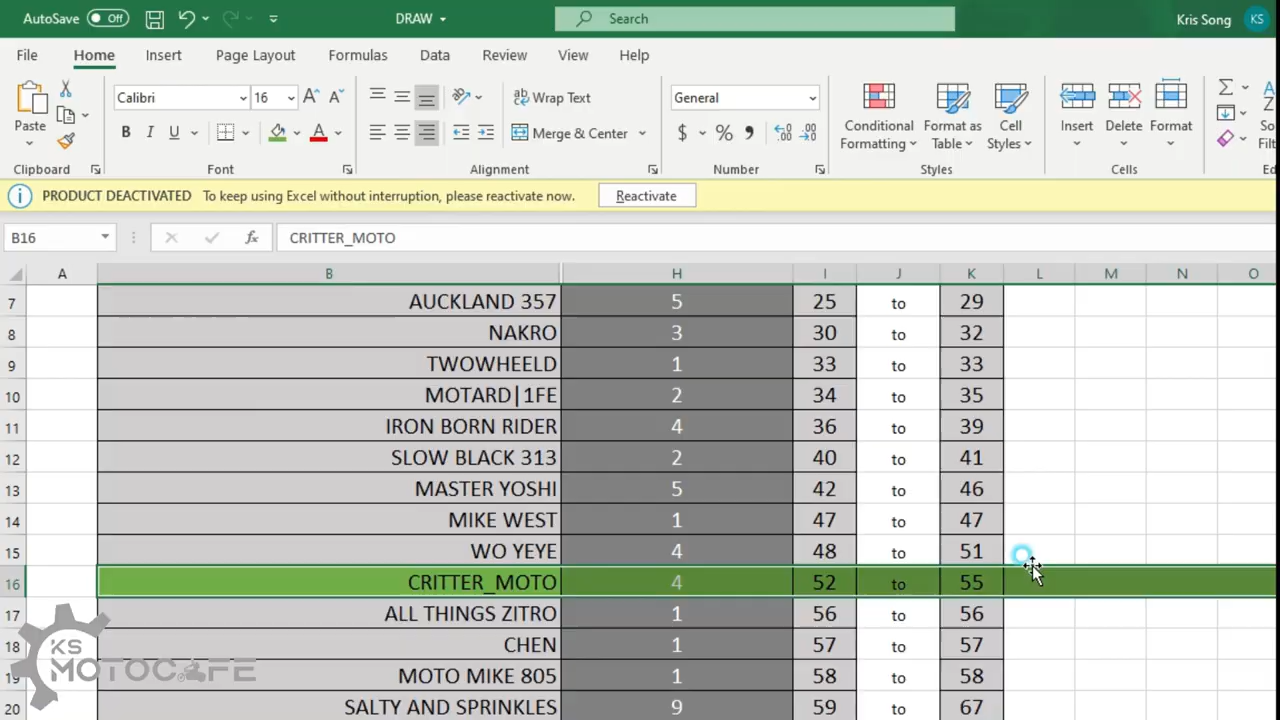 AutoSave Off DRAW Search Kris Song KS
File Home Insert Page Layout Formulas Data Review View Help
Paste Calibri 16 A A Wrap Text General Conditional Formatting Format as Table Cell Styles Insert Delete Format
B I U A Merge & Center $ % 9
Clipboard Font Alignment Number Styles Cells Ed
PRODUCT DEACTIVATED To keep using Excel without interruption, please reactivate now. Reactivate
B16 fx CRITTER_MOTO
A B H I J K L M N O
7 AUCKLAND 357 5 25 to 29
8 NAKRO 3 30 to 32
9 TWOWHEELD 1 33 to 33
10 MOTARD|1FE 2 34 to 35
11 IRON BORN RIDER 4 36 to 39
12 SLOW BLACK 313 2 40 to 41
13 MASTER YOSHI 5 42 to 46
14 MIKE WEST 1 47 to 47
15 WO YEYE 4 48 to 51
16 CRITTER_MOTO 4 52 to 55
17 ALL THINGS ZITRO 1 56 to 56
18 CHEN 1 57 to 57
19 MOTO MIKE 805 1 58 to 58
20 SALTY AND SPRINKLES 9 59 to 67
KS
MOTOCAFE